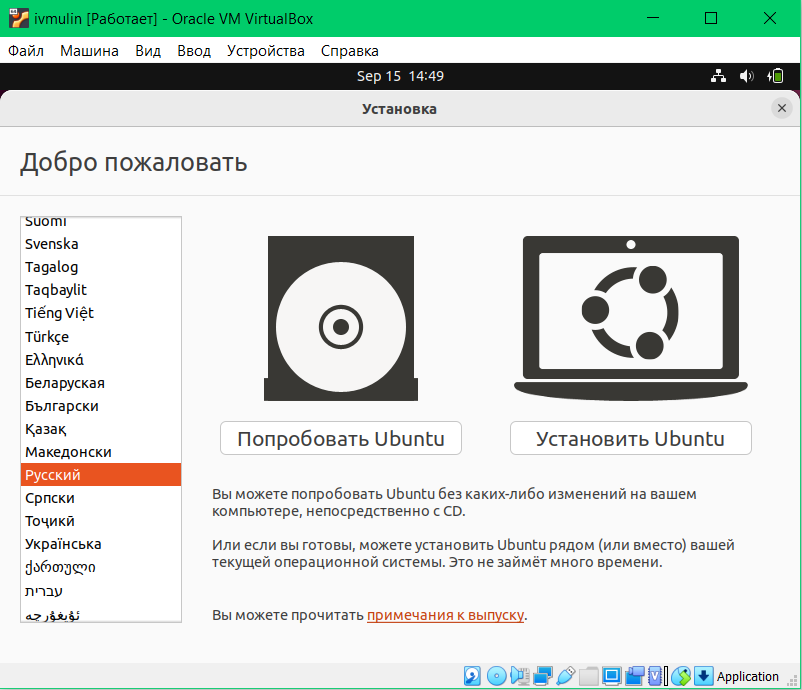 ivmulin [Работает] - Oracle VM VirtualBox
Файл Машина Вид Ввод Устройства Справка
Sep 15 14:49
Установка
Добро пожаловать
Suomi
Svenska
Tagalog
Taqbaylit
Tiếng Việt
Türkçe
Ελληνικά
Беларуская
Български
Қазақ
Македонски
Русский
Српски
Тоҷикӣ
Українська
ქართული
עברית
ئۇيغۇرچە
Попробовать Ubuntu
Установить Ubuntu
Вы можете попробовать Ubuntu без каких-либо изменений на вашем
компьютере, непосредственно с CD.
Или если вы готовы, можете установить Ubuntu рядом (или вместо) вашей
текущей операционной системы. Это не займёт много времени.
Вы можете прочитать примечания к выпуску.
Application